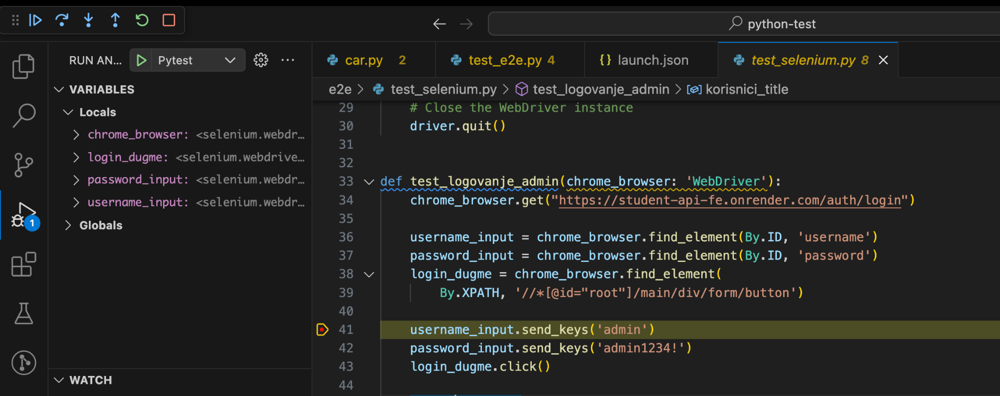 python-test
RUN AN...
Pytest
car.py 2
test_e2e.py 4
{} launch.json
test_selenium.py 8
e2e > test_selenium.py > test_logovanje_admin > korisnici_title
VARIABLES
Locals
chrome_browser: <selenium.webdr…
login_dugme: <selenium.webdrive…
password_input: <selenium.webdr…
username_input: <selenium.webdr…
Globals
1
WATCH
29 # Close the WebDriver instance
30 driver.quit()
31
32
33 def test_logovanje_admin(chrome_browser: 'WebDriver'):
34 chrome_browser.get("https://student-api-fe.onrender.com/auth/login")
35
36 username_input = chrome_browser.find_element(By.ID, 'username')
37 password_input = chrome_browser.find_element(By.ID, 'password')
38 login_dugme = chrome_browser.find_element(
39 By.XPATH, '//*[@id="root"]/main/div/form/button')
40
41 username_input.send_keys('admin')
42 password_input.send_keys('admin1234!')
43 login_dugme.click()
44